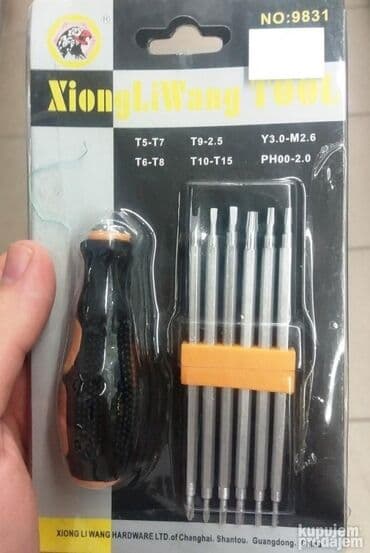 NO:9831
XiongLiWang TOOL
T5-T7 T9-2.5 Y3.0-M2.6
T6-T8 T10-T15 PH00-2.0
XIONG LI WANG HARDWARE LTD.of Changhai. Shantou. Guangdong.
kupujem
prodajem